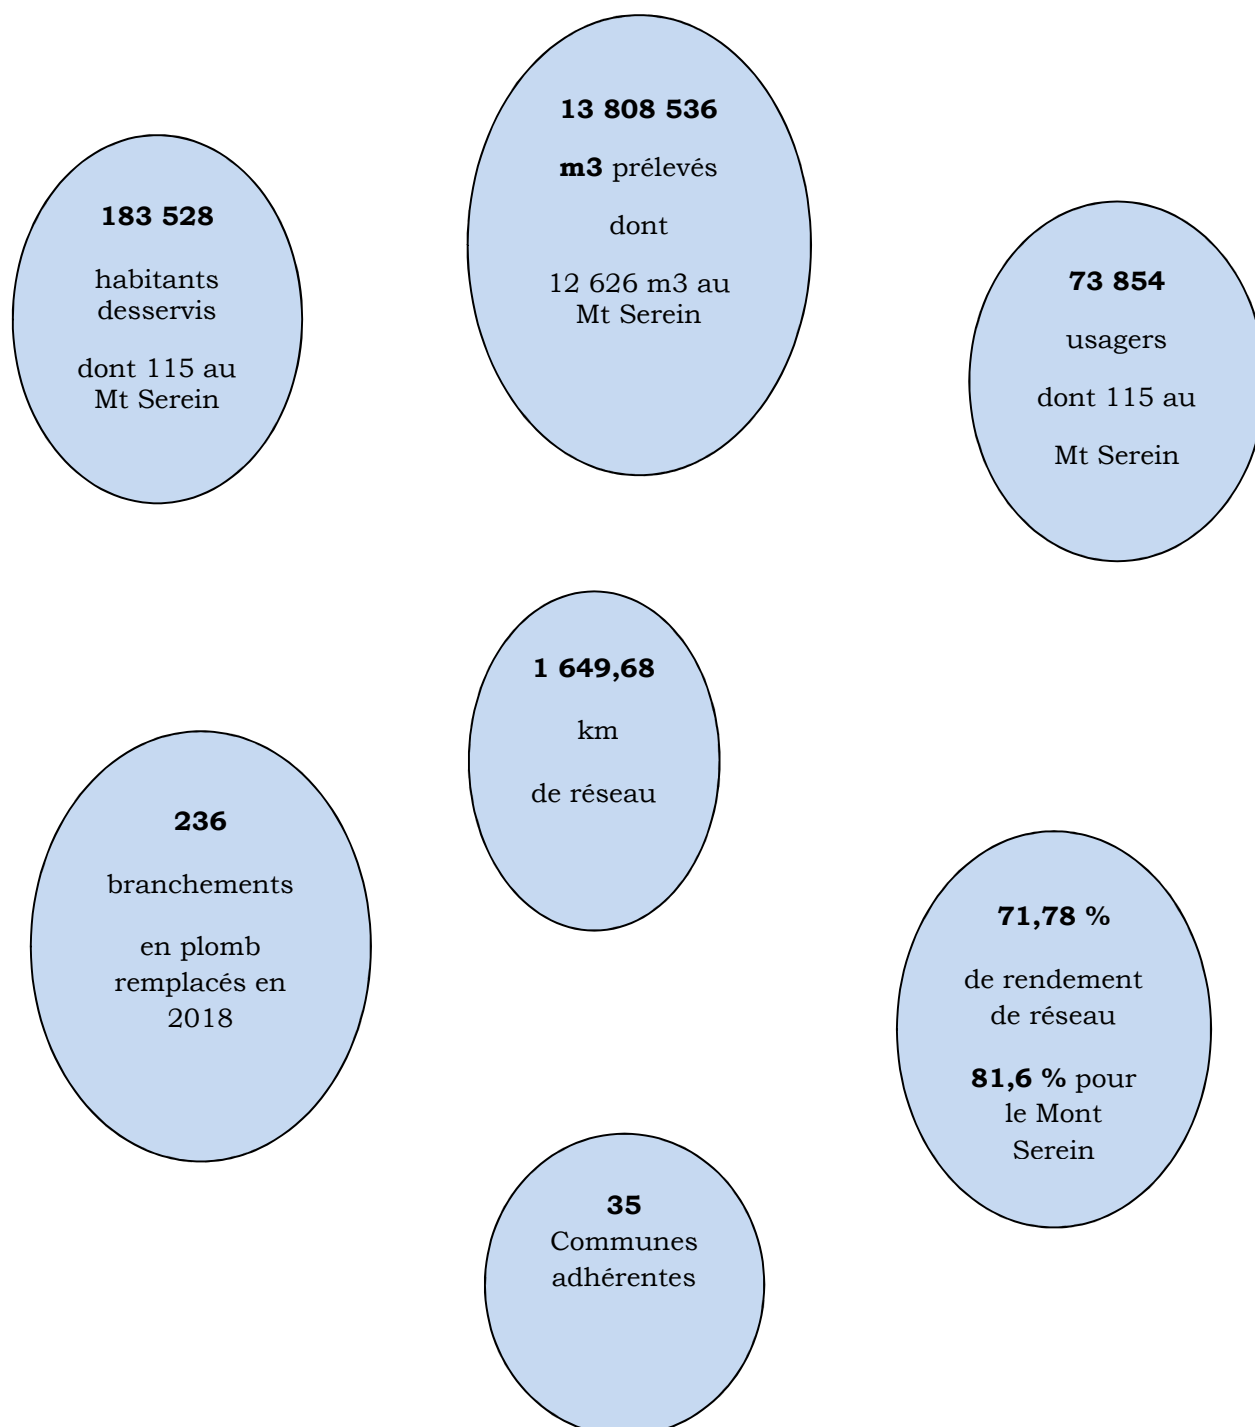 13 808 536
m3 prélevés
dont
12 626 m3 au
Mt Serein
183 528
habitants
desservis
dont 115 au
Mt Serein
73 854
usagers
dont 115 au
Mt Serein
1 649,68
km
de réseau
236
branchements
en plomb
remplacés en
2018
71,78 %
de rendement
de réseau
81,6 % pour
le Mont
Serein
35
Communes
adhérentes